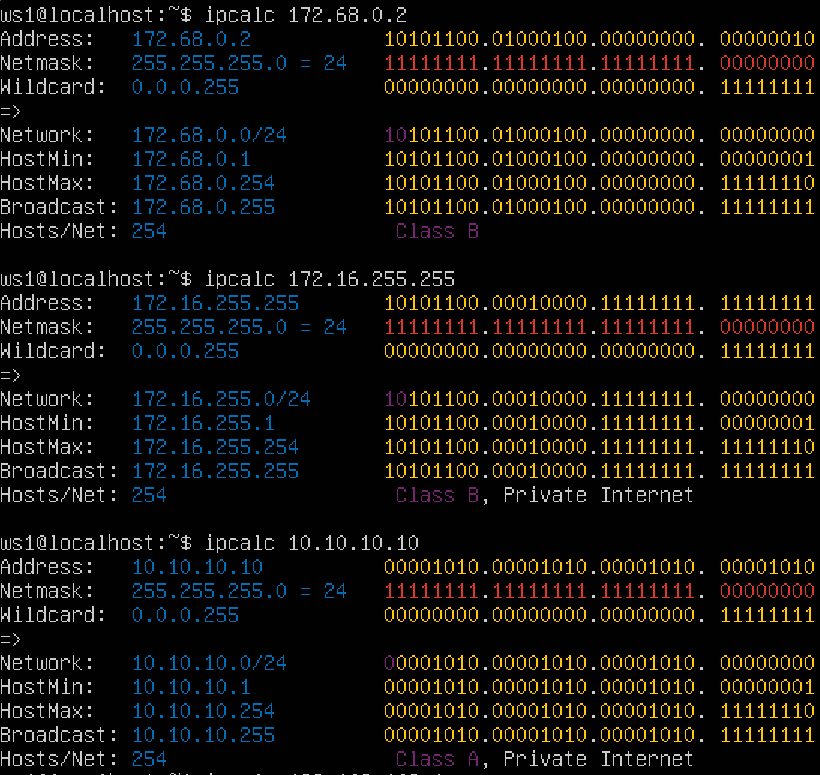 ws1@localhost:~$ ipcalc 172.68.0.2
Address:   172.68.0.2           10101100.01000100.00000000. 00000010
Netmask:   255.255.255.0 = 24   11111111.11111111.11111111. 00000000
Wildcard:  0.0.0.255            00000000.00000000.00000000. 11111111
=>
Network:   172.68.0.0/24        10101100.01000100.00000000. 00000000
HostMin:   172.68.0.1           10101100.01000100.00000000. 00000001
HostMax:   172.68.0.254         10101100.01000100.00000000. 11111110
Broadcast: 172.68.0.255         10101100.01000100.00000000. 11111111
Hosts/Net: 254                   Class B
ws1@localhost:~$ ipcalc 172.16.255.255
Address:   172.16.255.255       10101100.00010000.11111111. 11111111
Netmask:   255.255.255.0 = 24   11111111.11111111.11111111. 00000000
Wildcard:  0.0.0.255            00000000.00000000.00000000. 11111111
=>
Network:   172.16.255.0/24      10101100.00010000.11111111. 00000000
HostMin:   172.16.255.1         10101100.00010000.11111111. 00000001
HostMax:   172.16.255.254       10101100.00010000.11111111. 11111110
Broadcast: 172.16.255.255       10101100.00010000.11111111. 11111111
Hosts/Net: 254                   Class B, Private Internet
ws1@localhost:~$ ipcalc 10.10.10.10
Address:   10.10.10.10          00001010.00001010.00001010. 00001010
Netmask:   255.255.255.0 = 24   11111111.11111111.11111111. 00000000
Wildcard:  0.0.0.255            00000000.00000000.00000000. 11111111
=>
Network:   10.10.10.0/24        00001010.00001010.00001010. 00000000
HostMin:   10.10.10.1           00001010.00001010.00001010. 00000001
HostMax:   10.10.10.254         00001010.00001010.00001010. 11111110
Broadcast: 10.10.10.255         00001010.00001010.00001010. 11111111
Hosts/Net: 254                   Class A, Private Internet